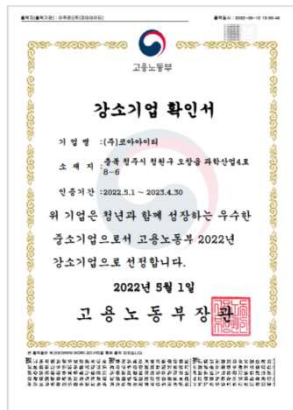 고용노동부
강소기업 확인서
기 업 명 : (주)코아아이티
소 재 지 : 충북 청주시 청원구 오창읍 과학산업4로
8-6
인증기간 : 2022.5.1 ~ 2023.4.30
위 기업은 청년과 함께 성장하는 우수한
중소기업으로서 고용노동부 2022년
강소기업으로 선정합니다.
2022년 5월 1일
고 용 노 동 부 장 관